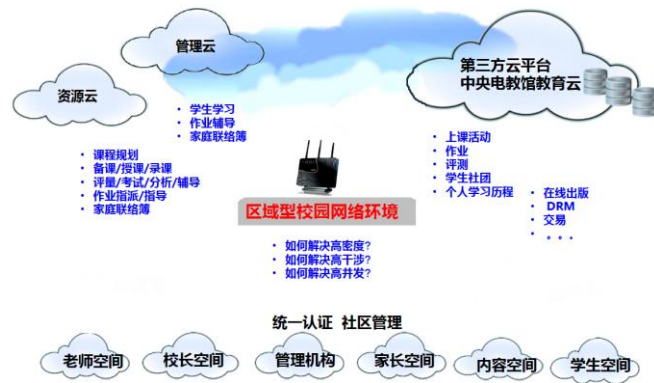 管理云
资源云
第三方云平台
中央电教馆教育云
• 学生学习
• 作业辅导
• 家庭联络簿
• 课程规划
• 备课/授课/录课
• 评量/考试/分析/辅导
• 作业指派/指导
• 家庭联络簿
• 上课活动
• 作业
• 评测
• 学生社团
• 个人学习历程
• 在线出版
• DRM
• 交易
• 。。。
区域型校园网络环境
• 如何解决高密度?
• 如何解决高干涉?
• 如何解决高并发?
统一认证 社区管理
老师空间
校长空间
管理机构
家长空间
内容空间
学生空间